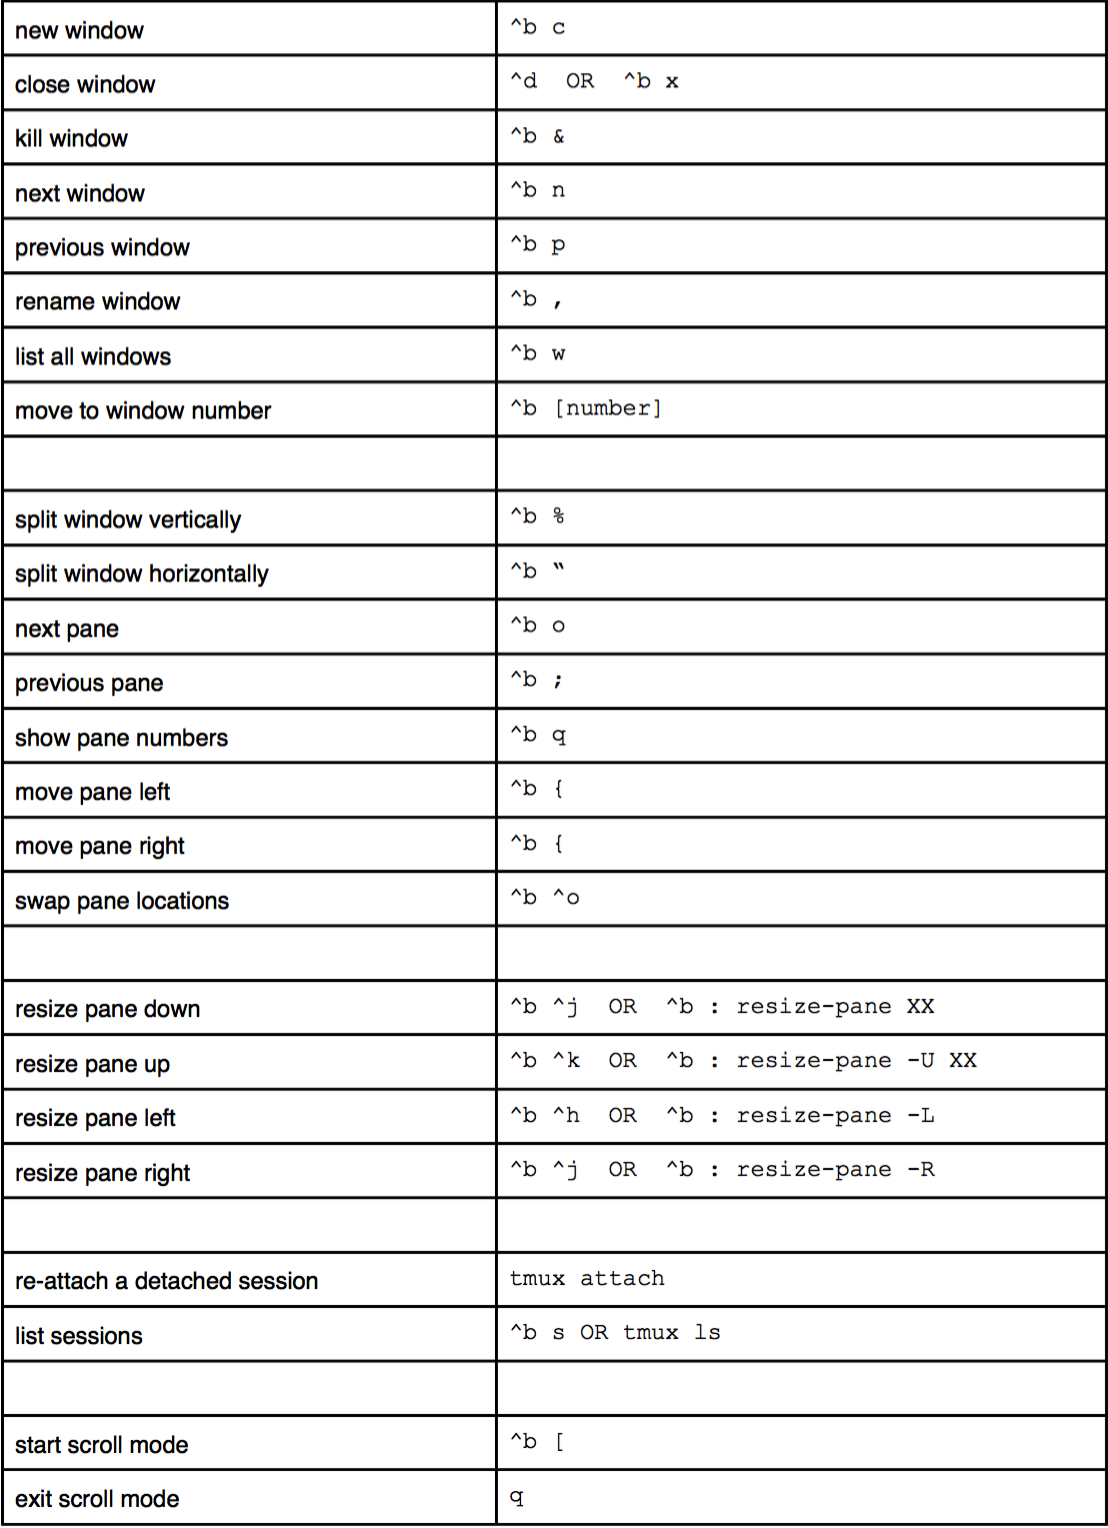 new window ^b c
close window ^d OR ^b x
kill window ^b &
next window ^b n
previous window ^b p
rename window ^b ,
list all windows ^b w
move to window number ^b [number]
split window vertically ^b %
split window horizontally ^b “
next pane ^b o
previous pane ^b ;
show pane numbers ^b q
move pane left ^b {
move pane right ^b {
swap pane locations ^b ^o
resize pane down ^b ^j OR ^b : resize-pane XX
resize pane up ^b ^k OR ^b : resize-pane -U XX
resize pane left ^b ^h OR ^b : resize-pane -L
resize pane right ^b ^j OR ^b : resize-pane -R
re-attach a detached session tmux attach
list sessions ^b s OR tmux ls
start scroll mode ^b [
exit scroll mode q